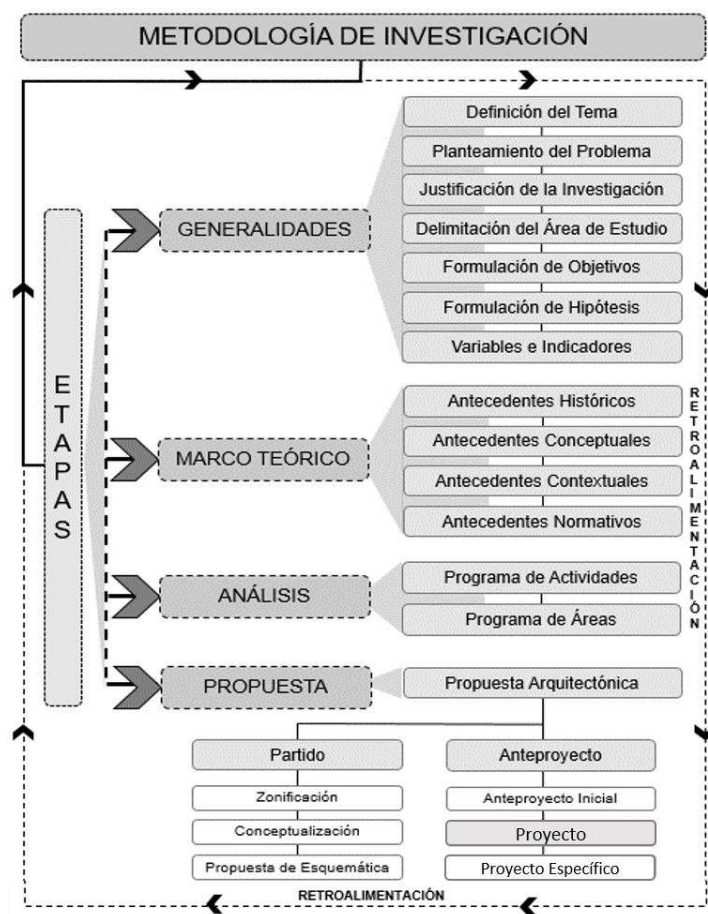 METODOLOGÍA DE INVESTIGACIÓN
ETAPAS
GENERALIDADES
Definición del Tema
Planteamiento del Problema
Justificación de la Investigación
Delimitación del Área de Estudio
Formulación de Objetivos
Formulación de Hipótesis
Variables e Indicadores
MARCO TEÓRICO
Antecedentes Históricos
Antecedentes Conceptuales
Antecedentes Contextuales
Antecedentes Normativos
ANÁLISIS
Programa de Actividades
Programa de Áreas
PROPUESTA
Propuesta Arquitectónica
Partido
Zonificación
Conceptualización
Propuesta de Esquemática
Anteproyecto
Anteproyecto Inicial
Proyecto
Proyecto Específico
RETROALIMENTACIÓN
RETROALIMENTACIÓN